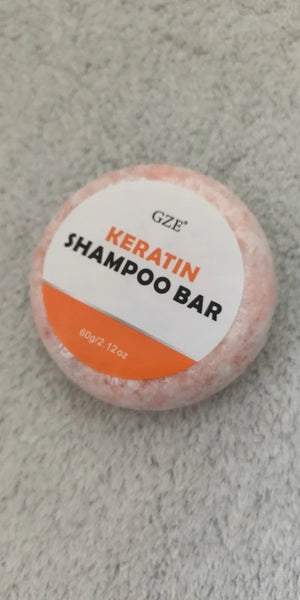 GZE®
KERATIN
SHAMPOO BAR
60g/2.12oz